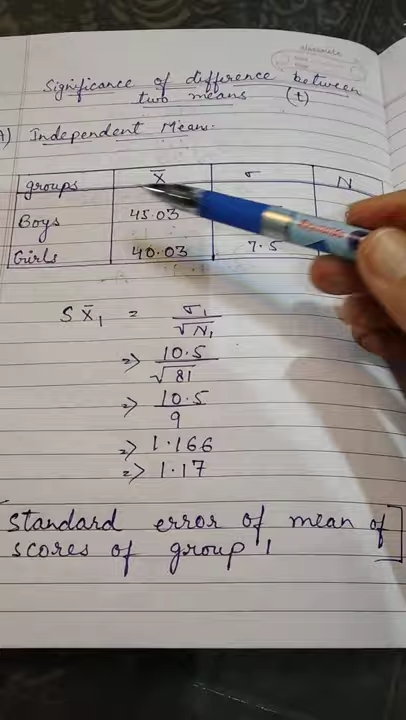 classmate
Significance of difference between
two means (t)
A) Independent Means.
groups X̄ σ N
Boys 45.03
Girls 40.03 7.5
S X̄₁ = σ₁ / √N₁
=> 10.5 / √81
=> 10.5 / 9
=> 1.166
=> 1.17
Standard error of mean of
scores of group 1